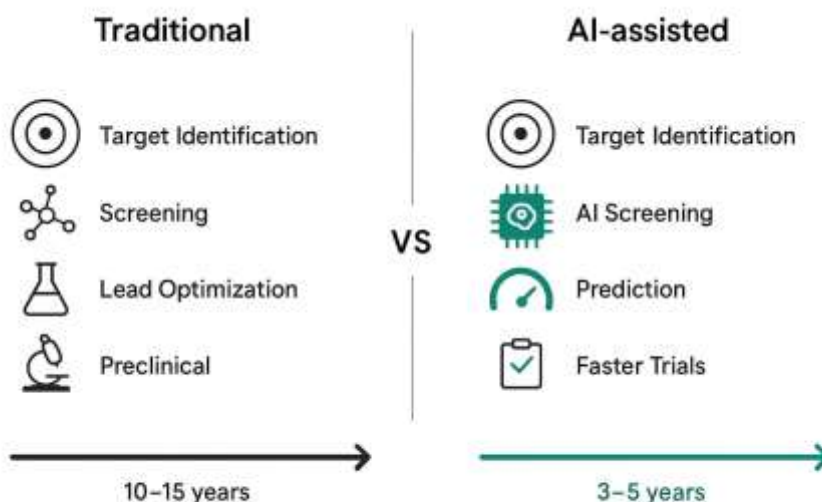 Traditional
Target Identification
Screening
Lead Optimization
Preclinical
10–15 years
VS
AI-assisted
Target Identification
AI Screening
Prediction
Faster Trials
3–5 years